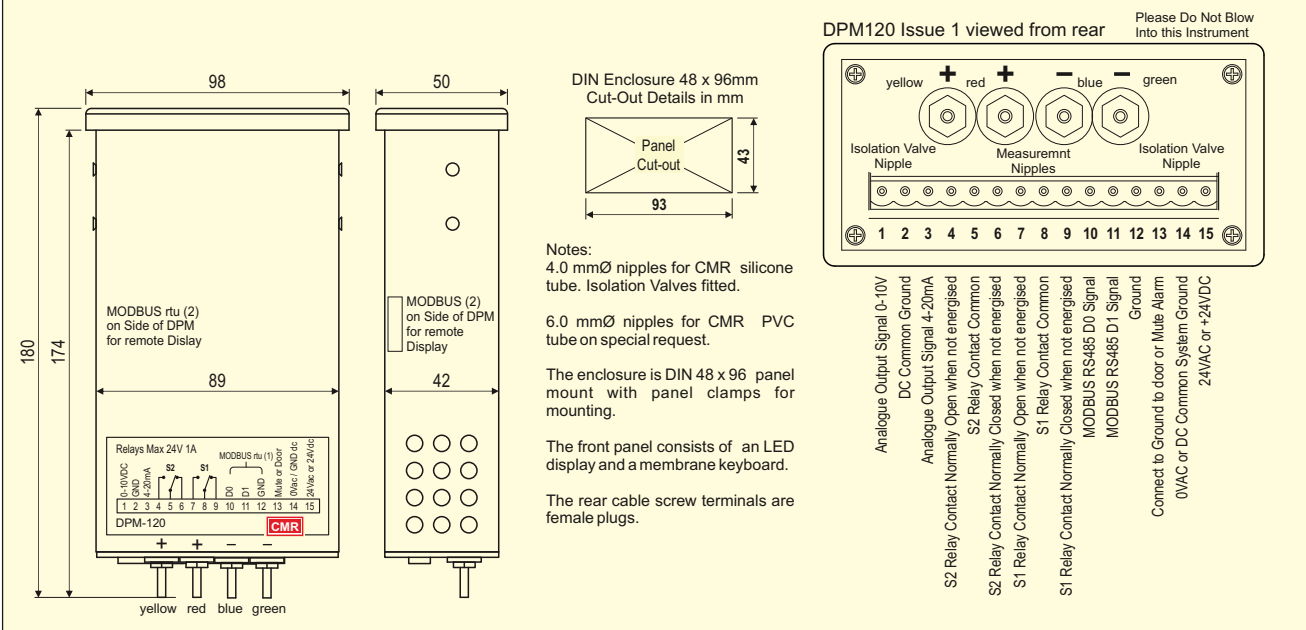 98
180
174
MODBUS rtu (2)
on Side of DPM
for remote Dislay
89
Relays Max 24V 1A
0-10VDC
GND
4-20mA
S2
S1
MODBUS rtu (1)
D0
D1
GND
Mute or Door
0Vac / GND dc
24Vac or 24Vdc
1 2 3 4 5 6 7 8 9 10 11 12 13 14 15
DPM-120
CMR
+ + – –
yellow red blue green
50
MODBUS (2)
on Side of DPM
for remote
Display
42
DIN Enclosure 48 x 96mm
Cut-Out Details in mm
Panel
Cut-out
43
93
Notes:
4.0 mmØ nipples for CMR silicone
tube. Isolation Valves fitted.
6.0 mmØ nipples for CMR PVC
tube on special request.
The enclosure is DIN 48 x 96 panel
mount with panel clamps for
mounting.
The front panel consists of an LED
display and a membrane keyboard.
The rear cable screw terminals are
female plugs.
DPM120 Issue 1 viewed from rear
Please Do Not Blow
Into this Instrument
yellow + red + – blue – green
Isolation Valve
Nipple
Measuremnt
Nipples
Isolation Valve
Nipple
1 2 3 4 5 6 7 8 9 10 11 12 13 14 15
Analogue Output Signal 0-10V
DC Common Ground
Analogue Output Signal 4-20mA
S2 Relay Contact Normally Open when not energised
S2 Relay Contact Common
S2 Relay Contact Normally Closed when not energised
S1 Relay Contact Normally Open when not energised
S1 Relay Contact Common
S1 Relay Contact Normally Closed when not energised
MODBUS RS485 D0 Signal
MODBUS RS485 D1 Signal
Ground
Connect to Ground to door or Mute Alarm
0VAC or DC Common System Ground
24VAC or +24VDC